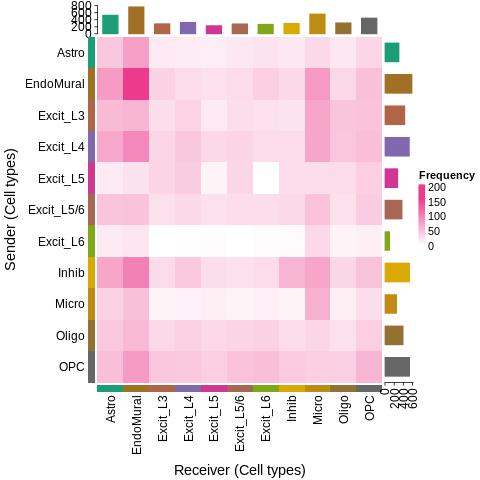 800
600
400
200
0
Astro
EndoMural
Excit_L3
Excit_L4
Excit_L5
Excit_L5/6
Excit_L6
Inhib
Micro
Oligo
OPC
Sender (Cell types)
Frequency
200
150
100
50
0
0
200
400
600
Astro
EndoMural
Excit_L3
Excit_L4
Excit_L5
Excit_L5/6
Excit_L6
Inhib
Micro
Oligo
OPC
Receiver (Cell types)